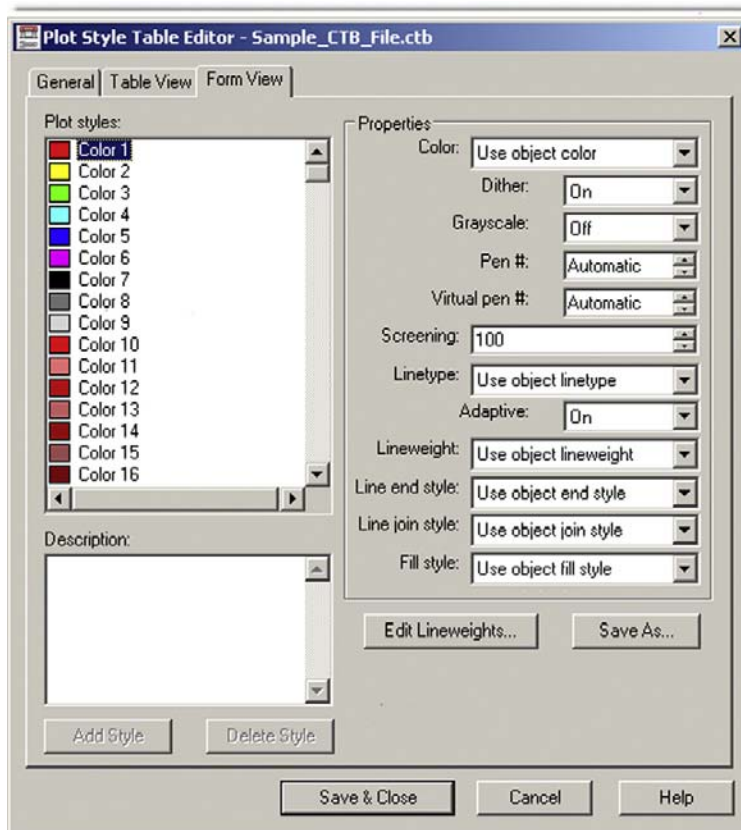 Plot Style Table Editor - Sample_CTB_File.ctb
General
Table View
Form View
Plot styles:
Color 1
Color 2
Color 3
Color 4
Color 5
Color 6
Color 7
Color 8
Color 9
Color 10
Color 11
Color 12
Color 13
Color 14
Color 15
Color 16
Description:
Add Style
Delete Style
Properties
Color: Use object color
Dither: On
Grayscale: Off
Pen #: Automatic
Virtual pen #: Automatic
Screening: 100
Linetype: Use object linetype
Adaptive: On
Lineweight: Use object lineweight
Line end style: Use object end style
Line join style: Use object join style
Fill style: Use object fill style
Edit Lineweights...
Save As...
Save & Close
Cancel
Help